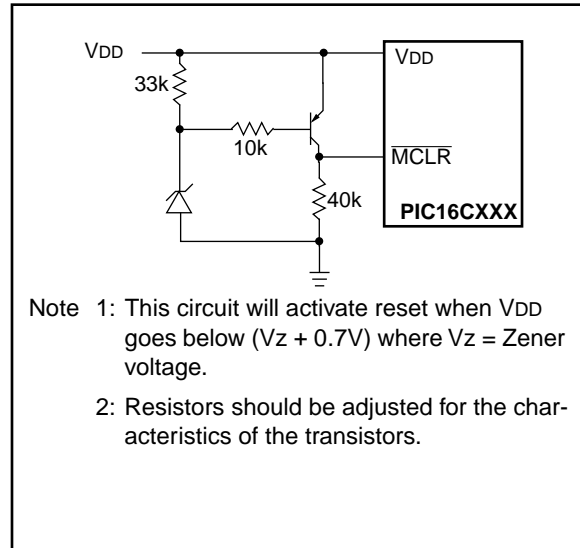 VDD
VDD
33k
10k
MCLR
40k
PIC16CXXX
Note 1: This circuit will activate reset when VDD
goes below (Vz + 0.7V) where Vz = Zener
voltage.
2: Resistors should be adjusted for the char-
acteristics of the transistors.